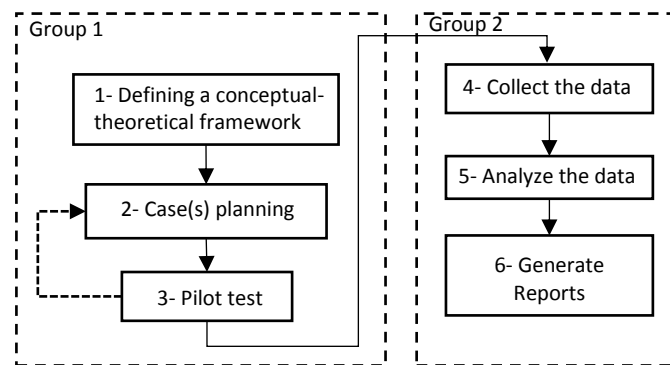 Group 1
1- Defining a conceptual-
theoretical framework
2- Case(s) planning
3- Pilot test
Group 2
4- Collect the data
5- Analyze the data
6- Generate
Reports